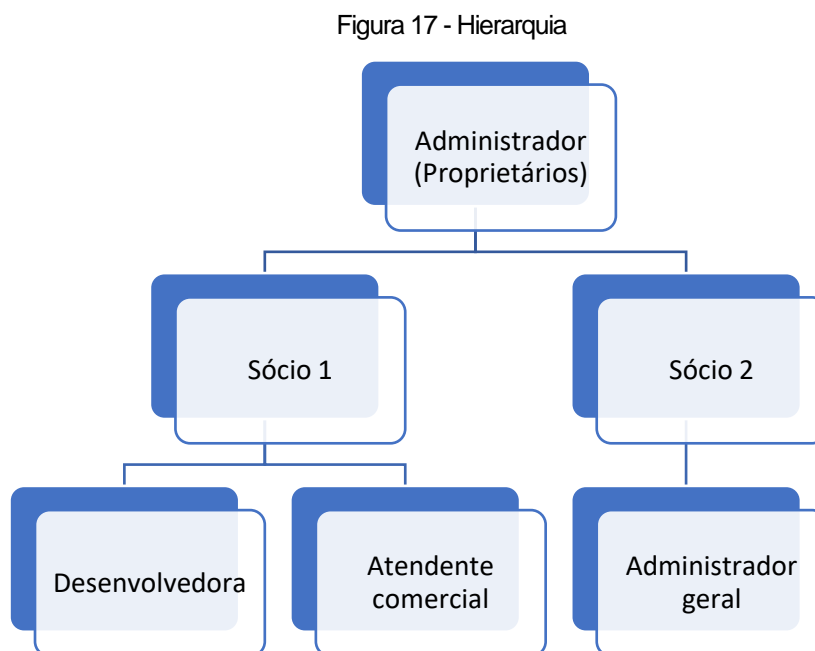 Figura 17 - Hierarquia
Administrador
(Proprietários)
Sócio 1
Sócio 2
Desenvolvedora
Atendente
comercial
Administrador
geral